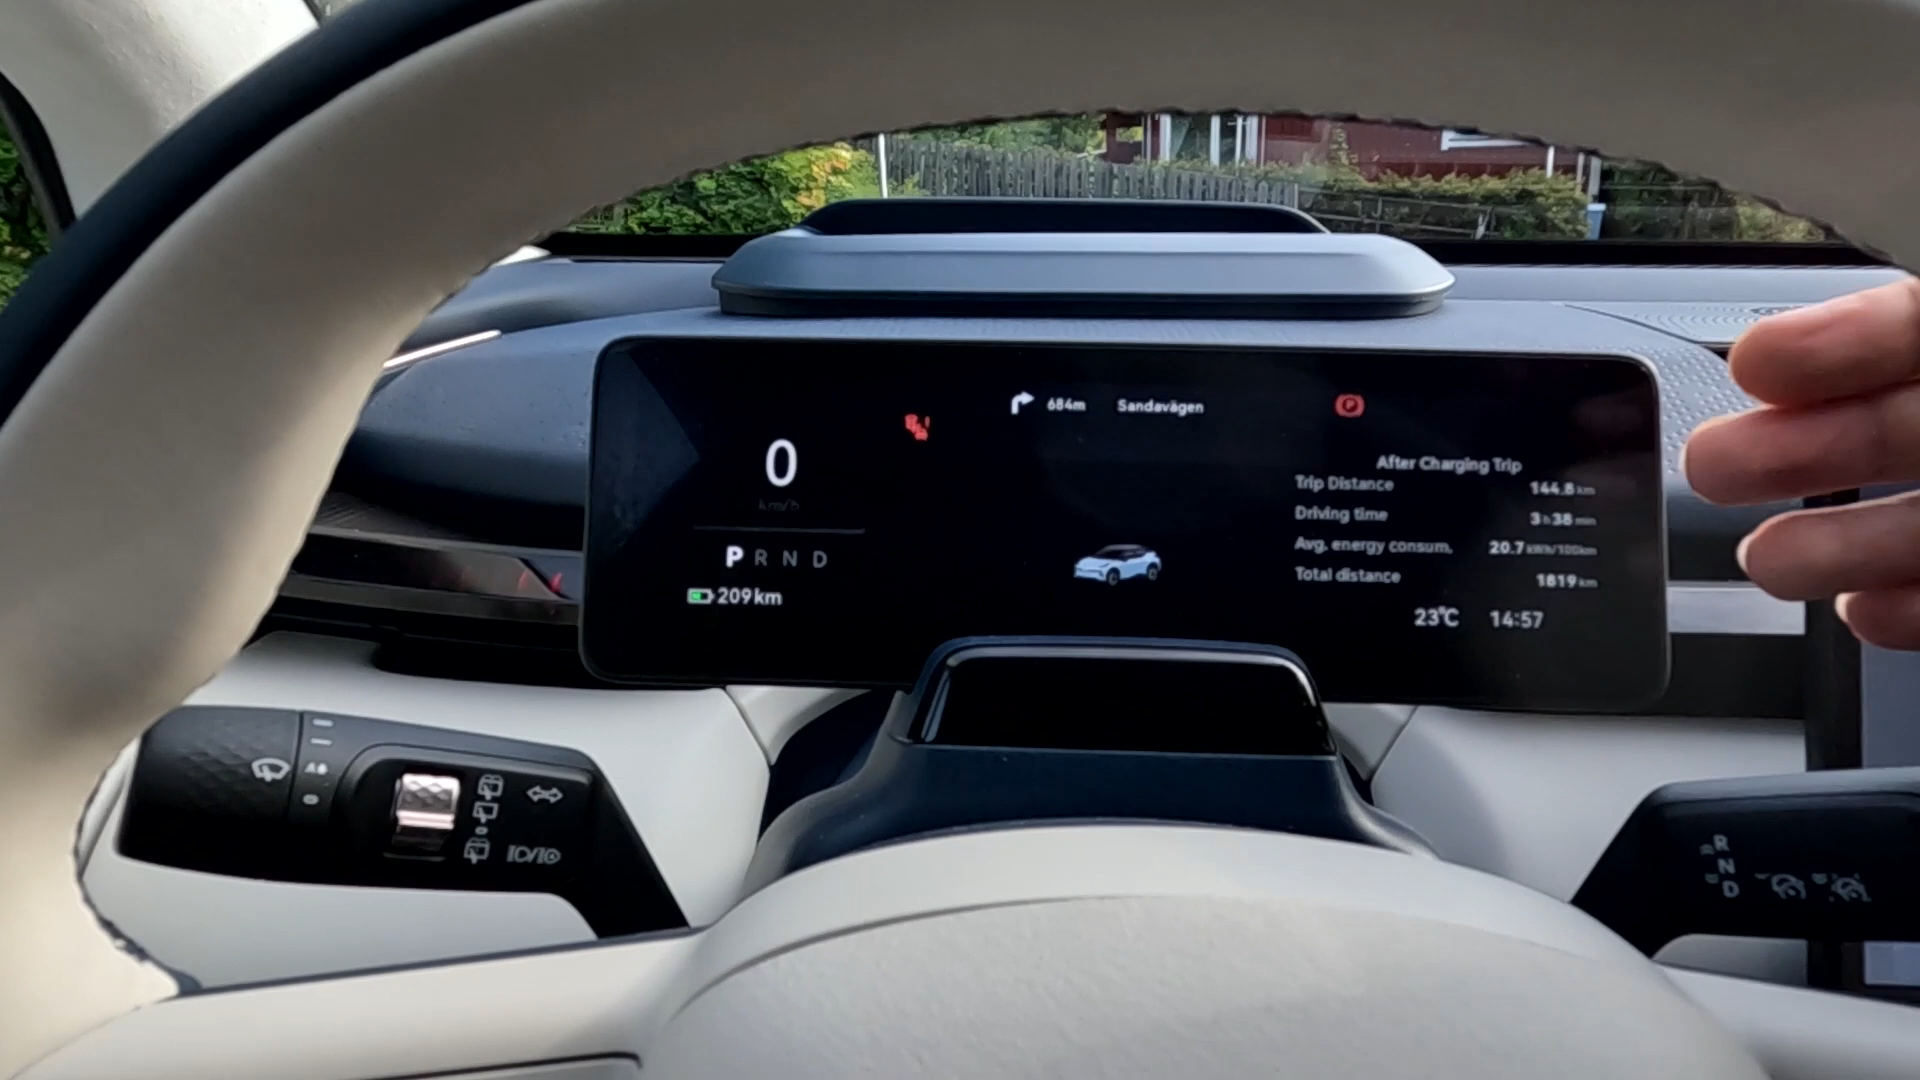 684m Sandavägen
P
0
km/h
P R N D
209km
After Charging Trip
Trip Distance 144.8 km
Driving time 3 h 38 min
Avg. energy consum. 20.7 kWh/100km
Total distance 1819 km
23°C 14:57
R
N
D